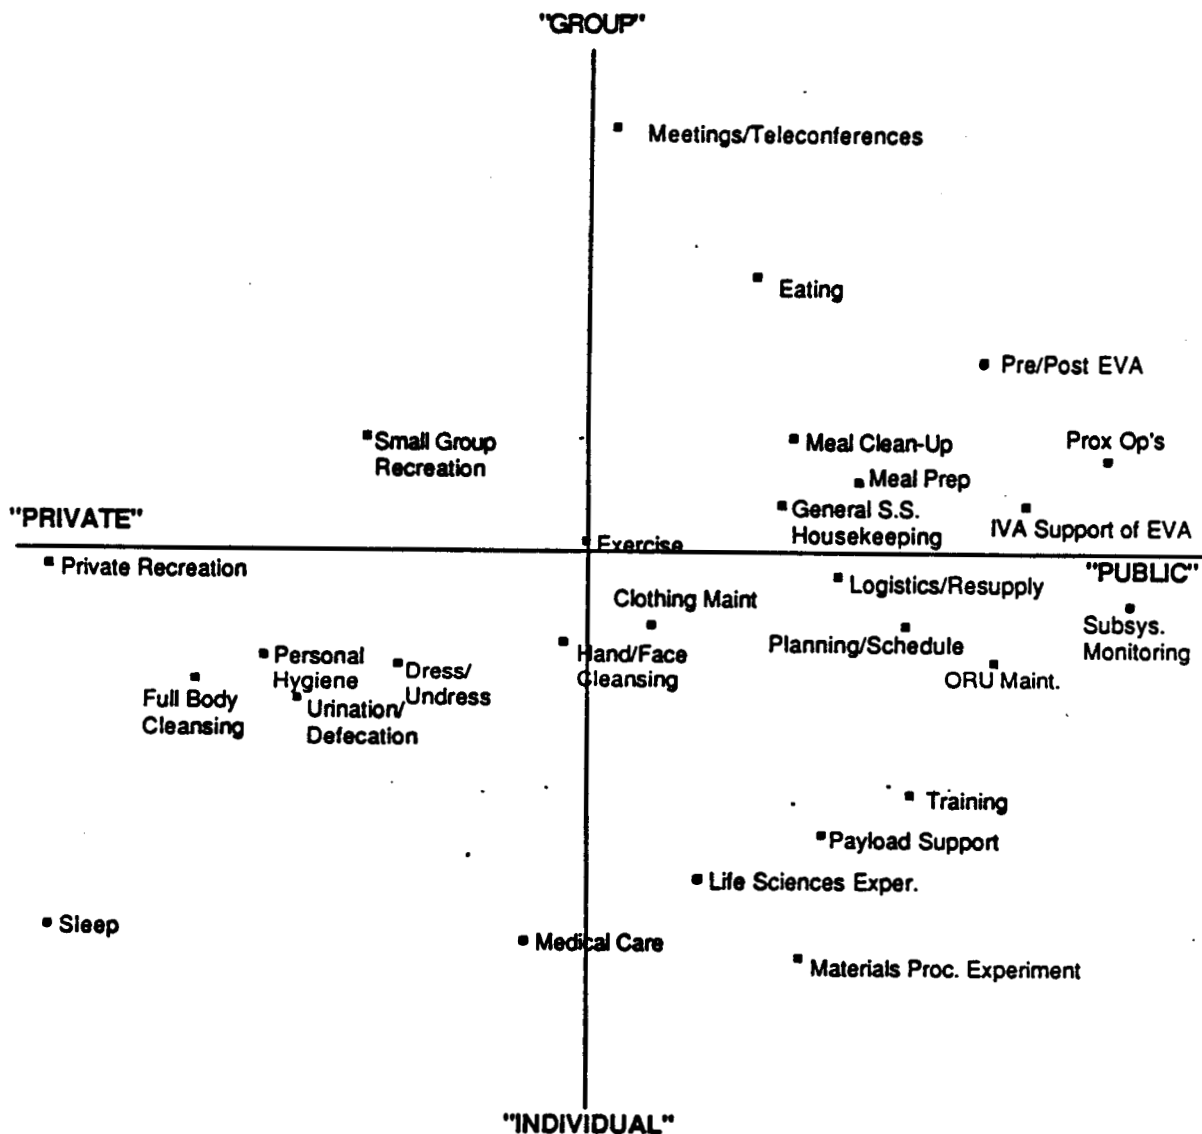 "GROUP"
Meetings/Teleconferences
Eating
Pre/Post EVA
Small Group
Recreation
Meal Clean-Up
Prox Op's
Meal Prep
"PRIVATE"
General S.S.
Housekeeping
IVA Support of EVA
Exercise
Private Recreation
"PUBLIC"
Logistics/Resupply
Clothing Maint
Subsys.
Monitoring
Planning/Schedule
Personal
Hygiene
Hand/Face
Cleansing
Dress/
Undress
ORU Maint.
Full Body
Cleansing
Urination/
Defecation
Training
Payload Support
Life Sciences Exper.
Sleep
Medical Care
Materials Proc. Experiment
"INDIVIDUAL"